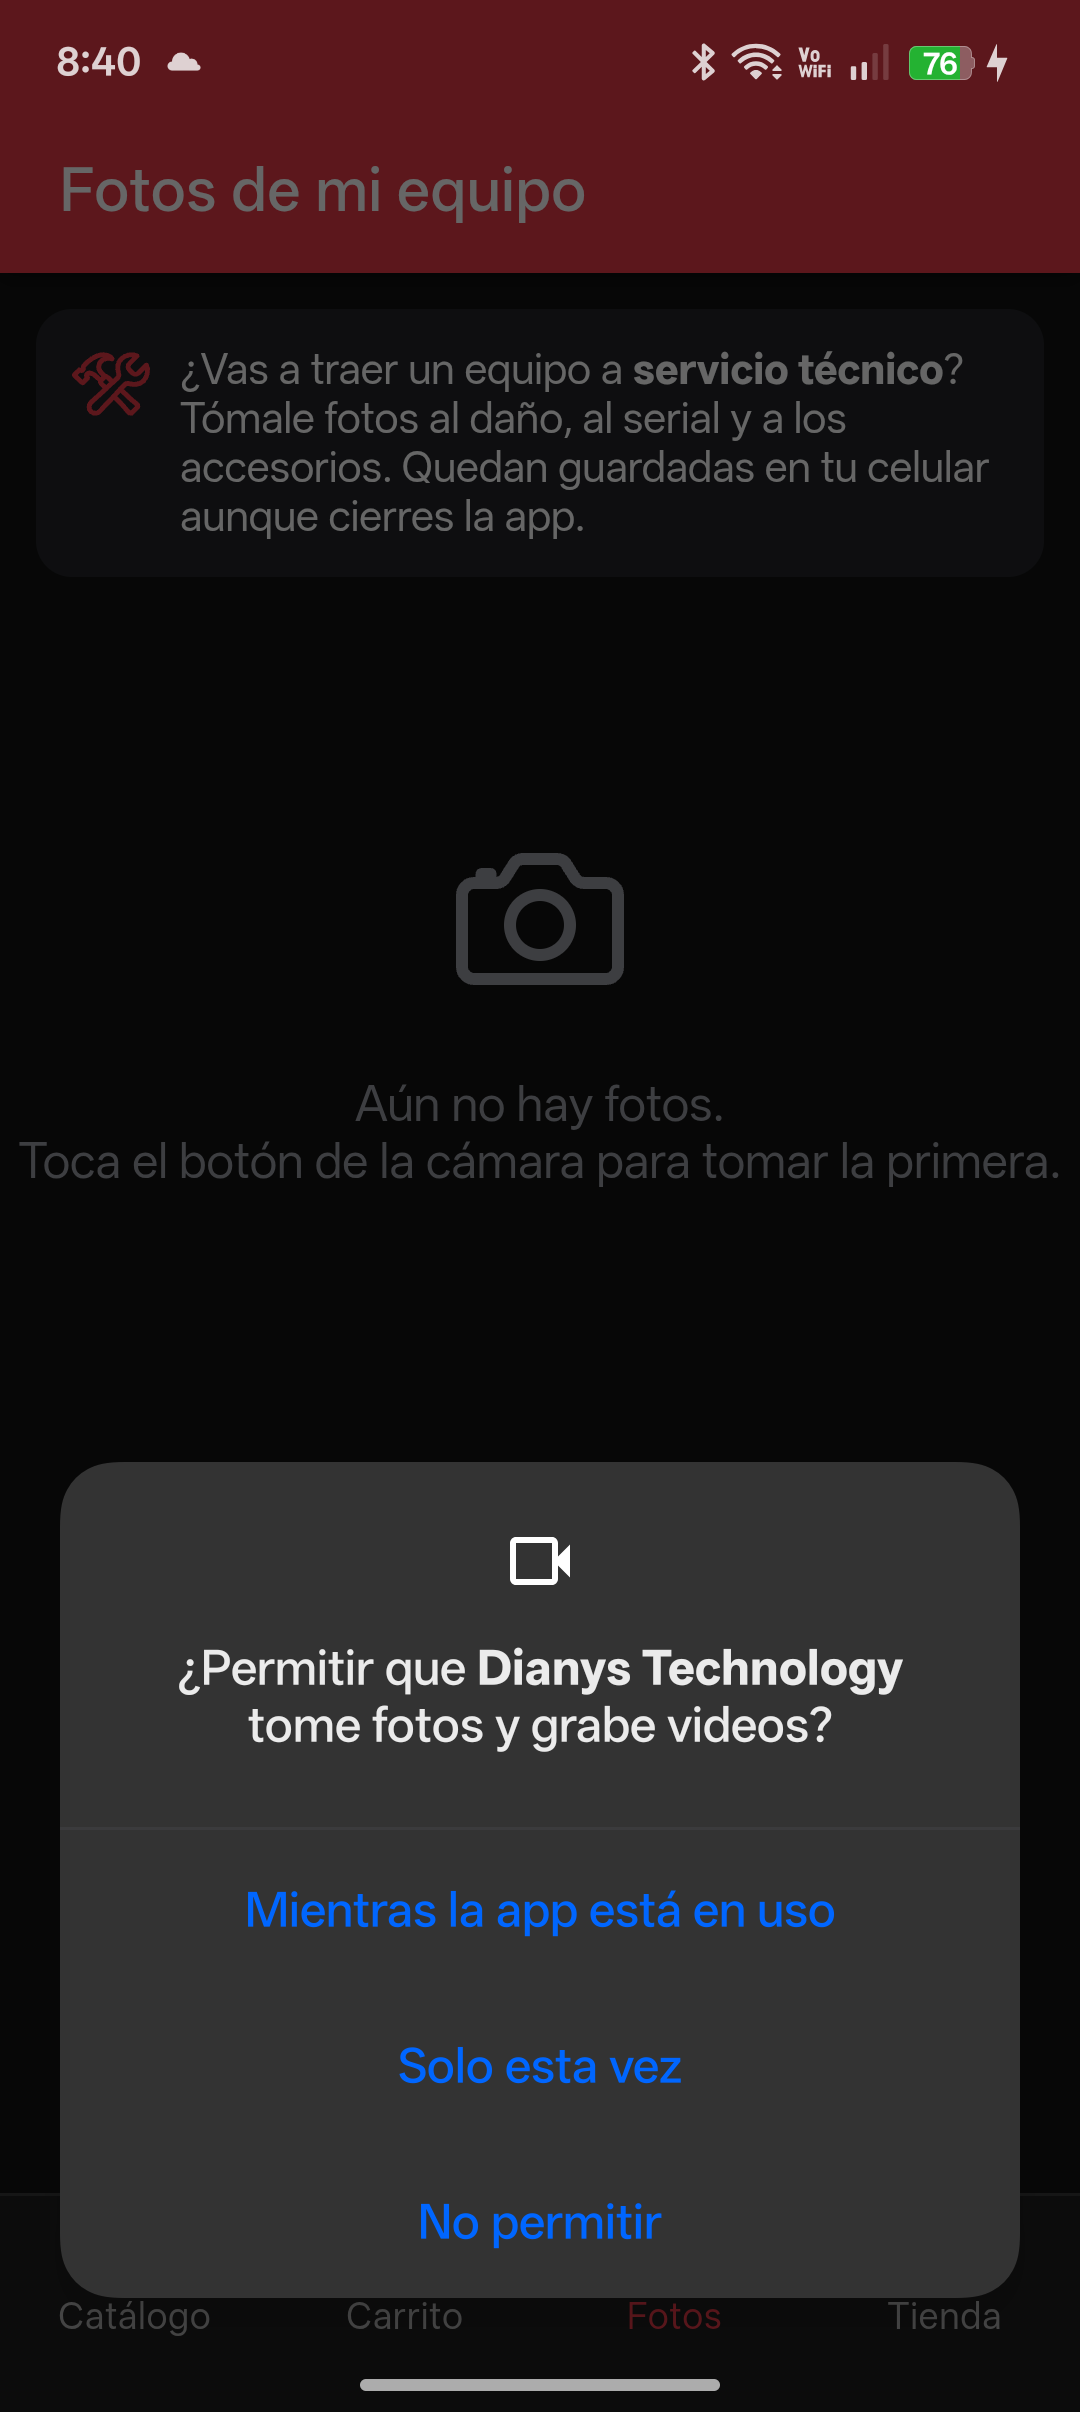 8:40
Vo
WiFi
76
Fotos de mi equipo
¿Vas a traer un equipo a servicio técnico?
Tómale fotos al daño, al serial y a los
accesorios. Quedan guardadas en tu celular
aunque cierres la app.
Aún no hay fotos.
Toca el botón de la cámara para tomar la primera.
¿Permitir que Dianys Technology
tome fotos y grabe videos?
Mientras la app está en uso
Solo esta vez
No permitir
Catálogo Carrito Fotos Tienda